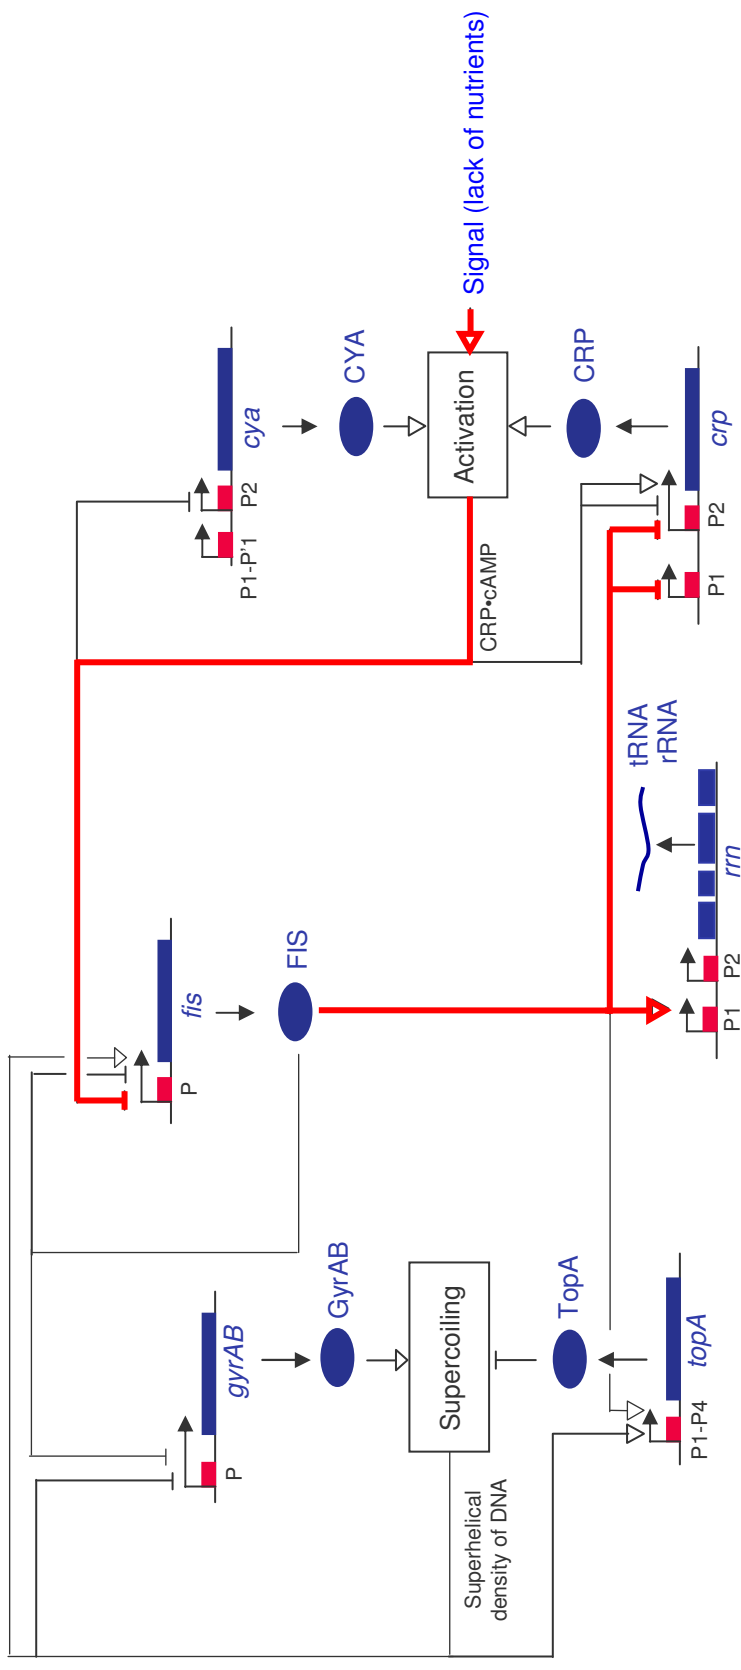 gyrAB
P
GyrAB
Supercoiling
TopA
topA
P1-P4
Superhelical
density of DNA
fis
P
FIS
tRNA
rRNA
rrn
P1
P2
cya
P1-P'1
P2
CYA
Activation
Signal (lack of nutrients)
CRP•cAMP
CRP
crp
P1
P2